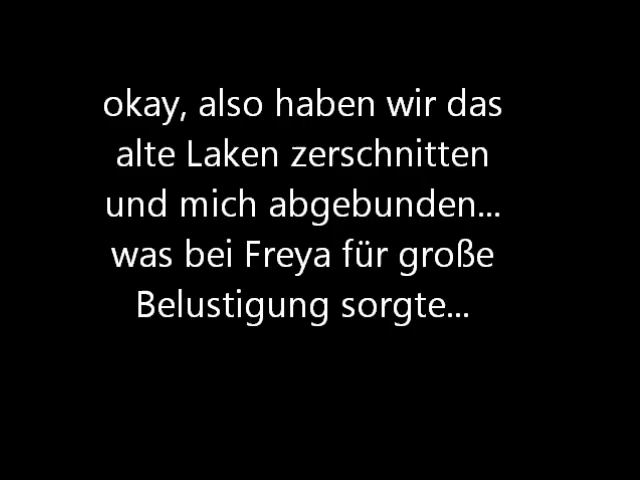 okay, also haben wir das
alte Laken zerschnitten
und mich abgebunden...
was bei Freya für große
Belustigung sorgte...